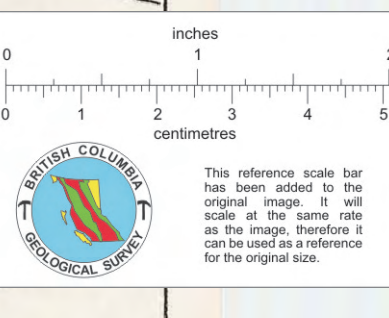 inches
0 1 2
0 1 2 3 4 5
centimetres
BRITISH COLUMBIA
GEOLOGICAL SURVEY
This reference scale bar
has been added to the
original image. It will
scale at the same rate
as the image, therefore it
can be used as a reference
for the original size.